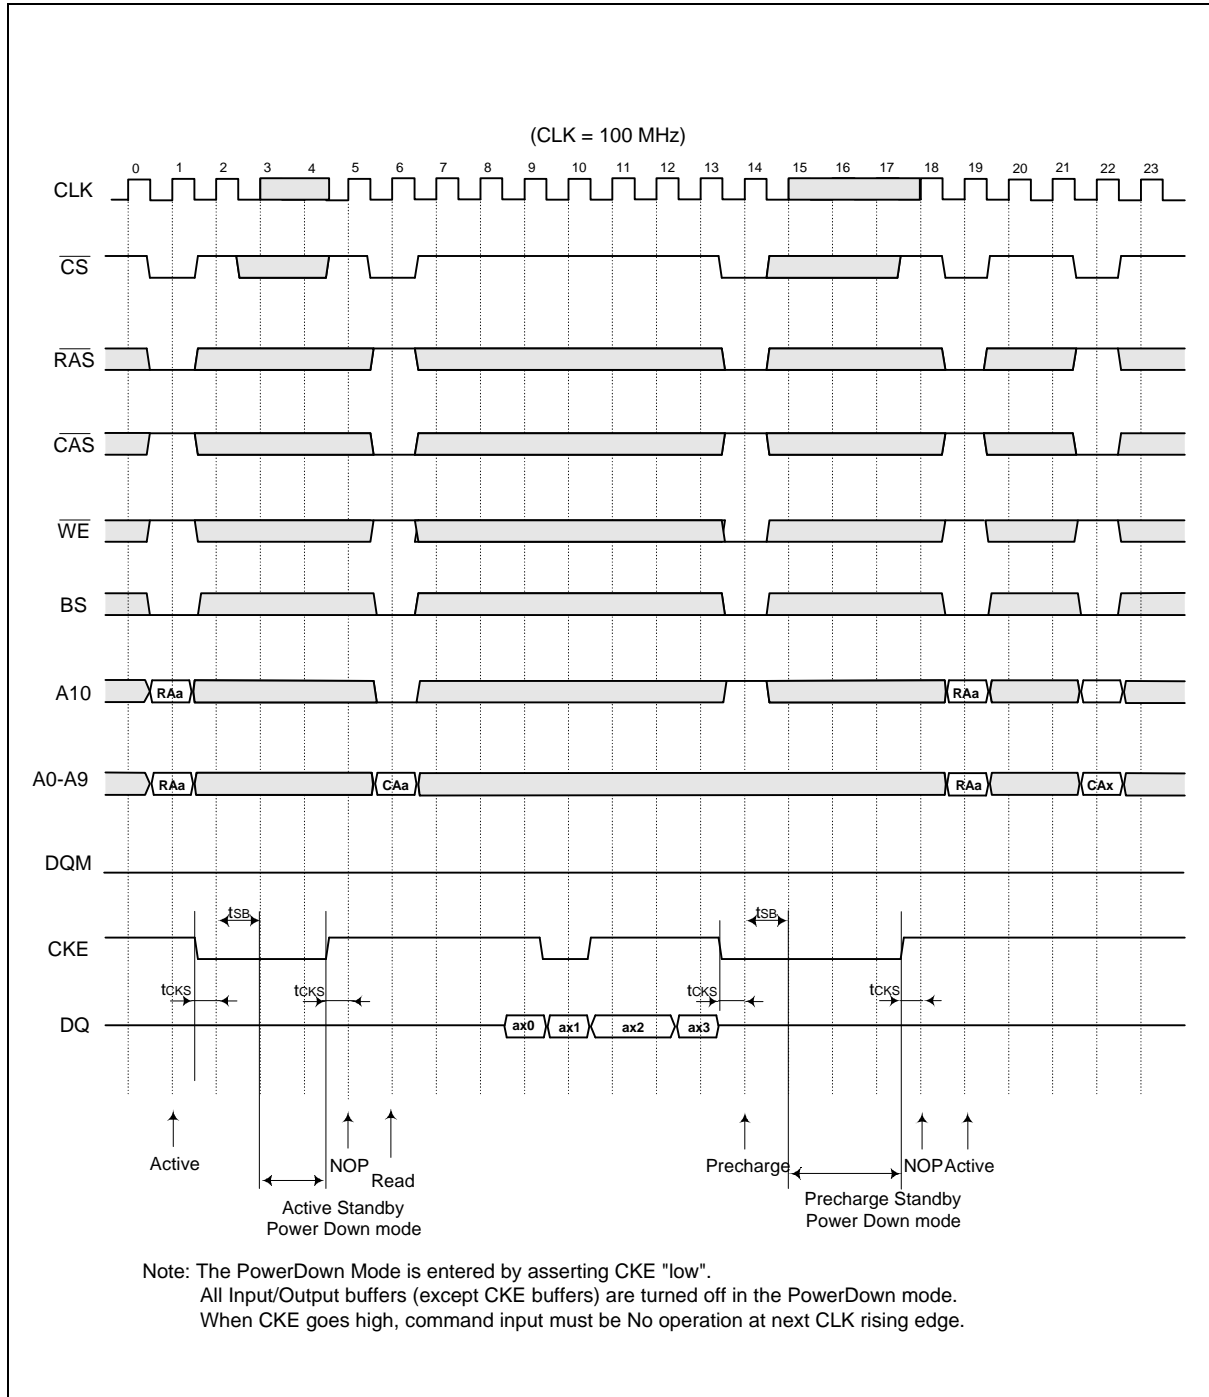 (CLK = 100 MHz)
0 1 2 3 4 5 6 7 8 9 10 11 12 13 14 15 16 17 18 19 20 21 22 23
CLK
CS
RAS
CAS
WE
BS
A10 RAa RAa
A0-A9 RAa CAa RAa CAx
DQM
tSB tSB
CKE
tCKS tCKS tCKS tCKS
DQ ax0 ax1 ax2 ax3
Active NOP Read Precharge NOP Active
Active Standby
Power Down mode
Precharge Standby
Power Down mode
Note: The PowerDown Mode is entered by asserting CKE "low".
All Input/Output buffers (except CKE buffers) are turned off in the PowerDown mode.
When CKE goes high, command input must be No operation at next CLK rising edge.